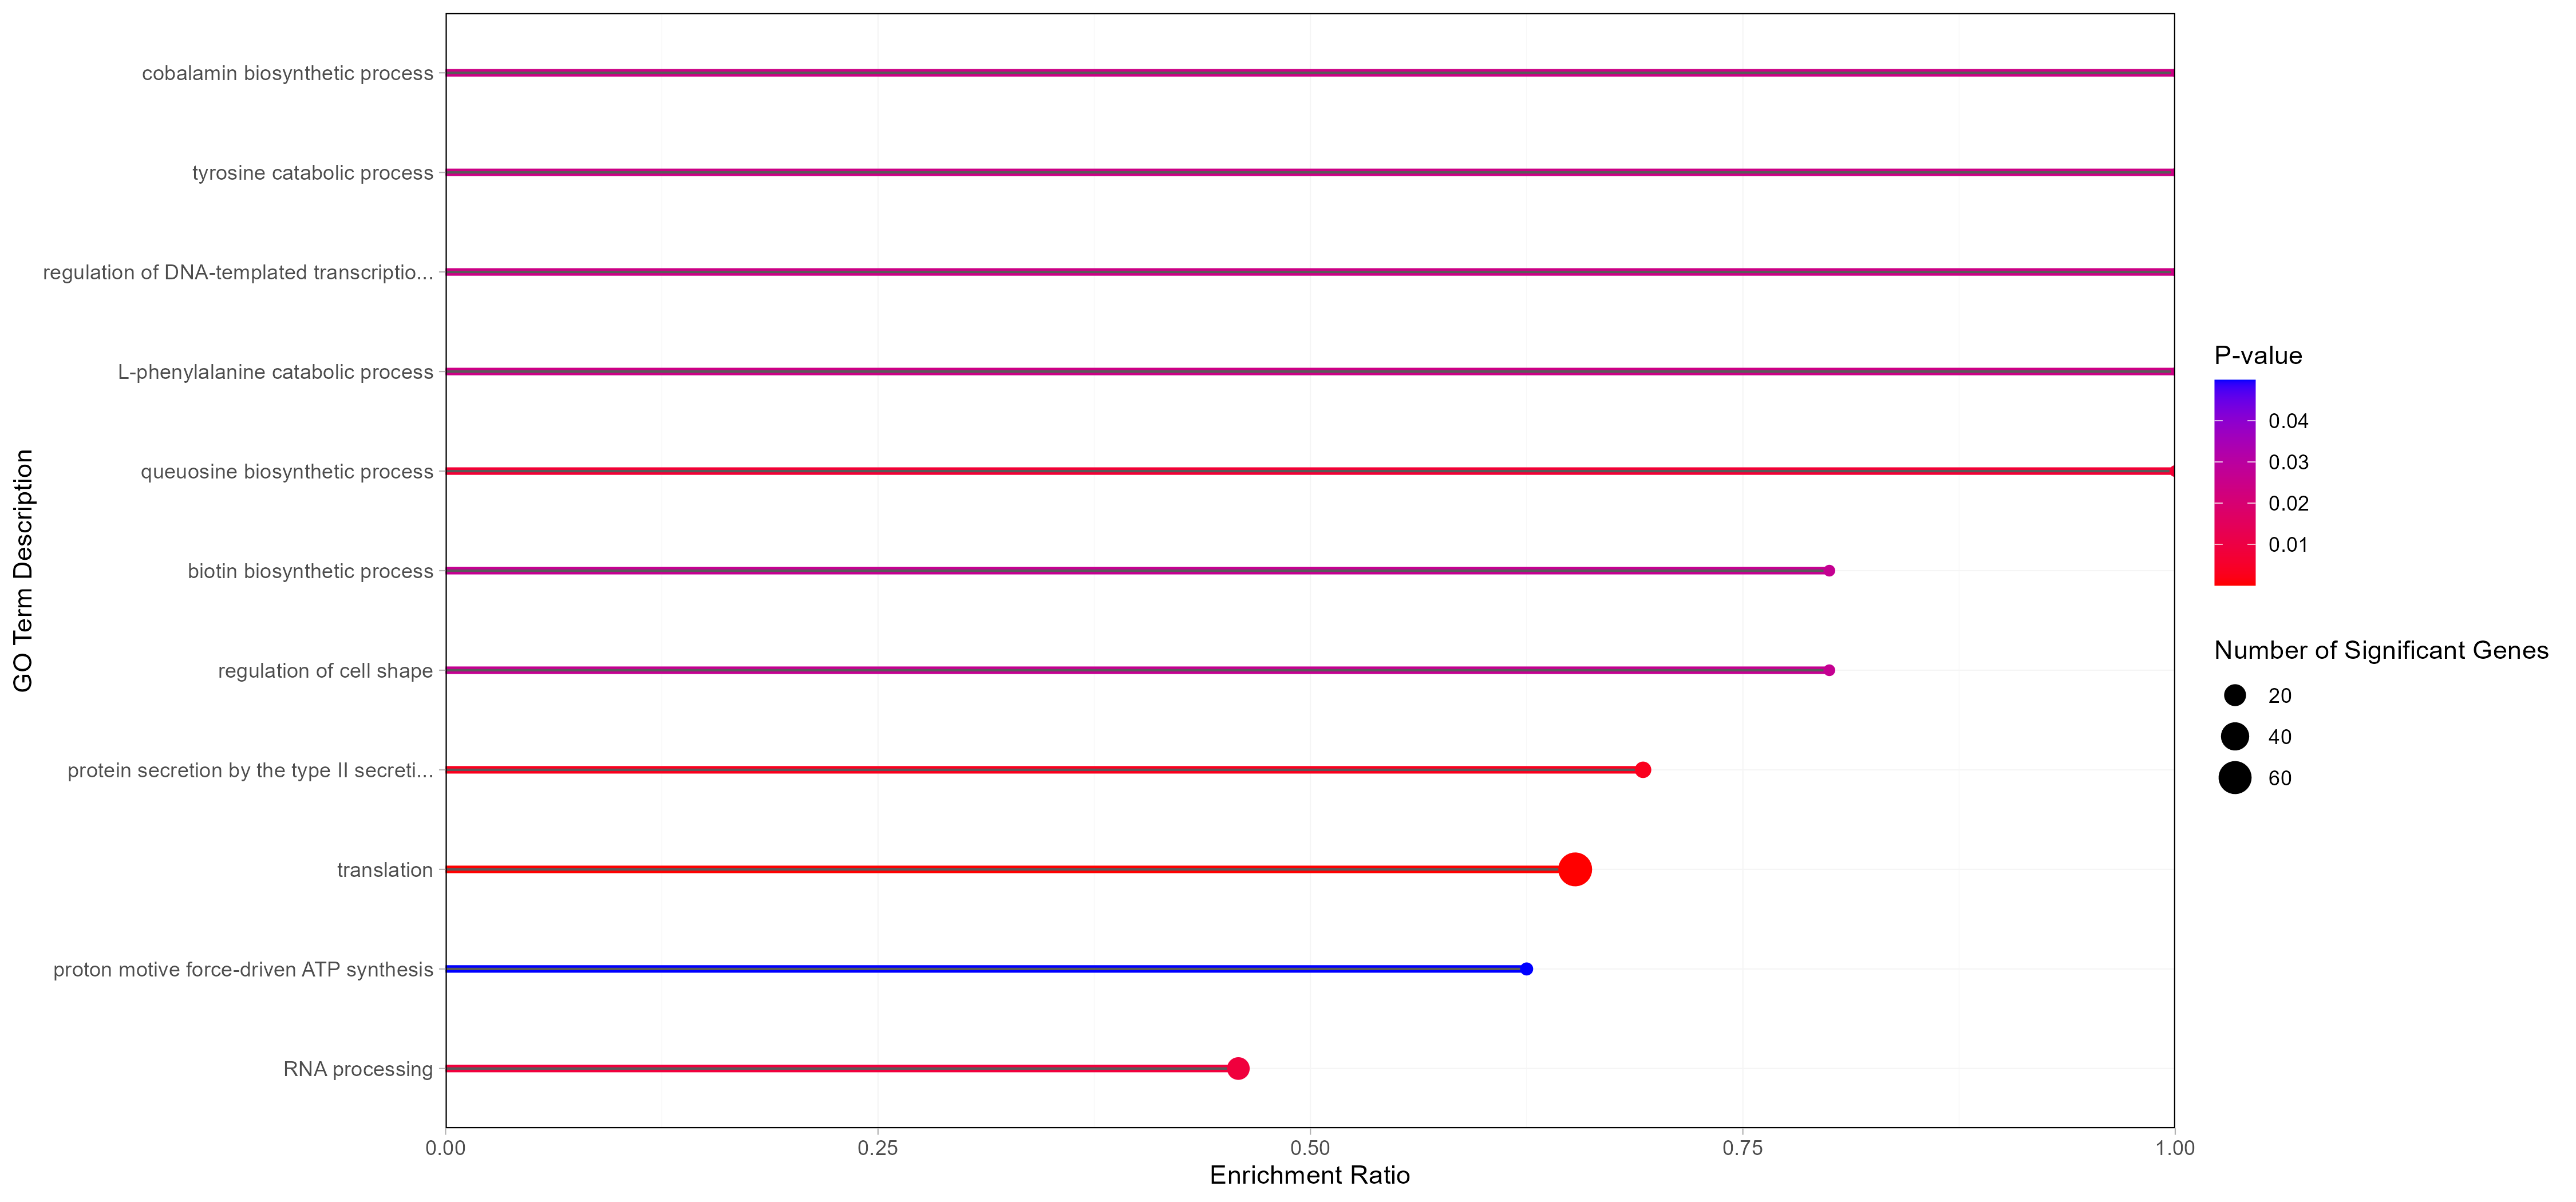 cobalamin biosynthetic process
tyrosine catabolic process
regulation of DNA-templated transcriptio...
L-phenylalanine catabolic process
queuosine biosynthetic process
biotin biosynthetic process
regulation of cell shape
protein secretion by the type II secreti...
translation
proton motive force-driven ATP synthesis
RNA processing
GO Term Description
0.00 0.25 0.50 0.75 1.00
Enrichment Ratio
P-value
0.04
0.03
0.02
0.01
Number of Significant Genes
20
40
60